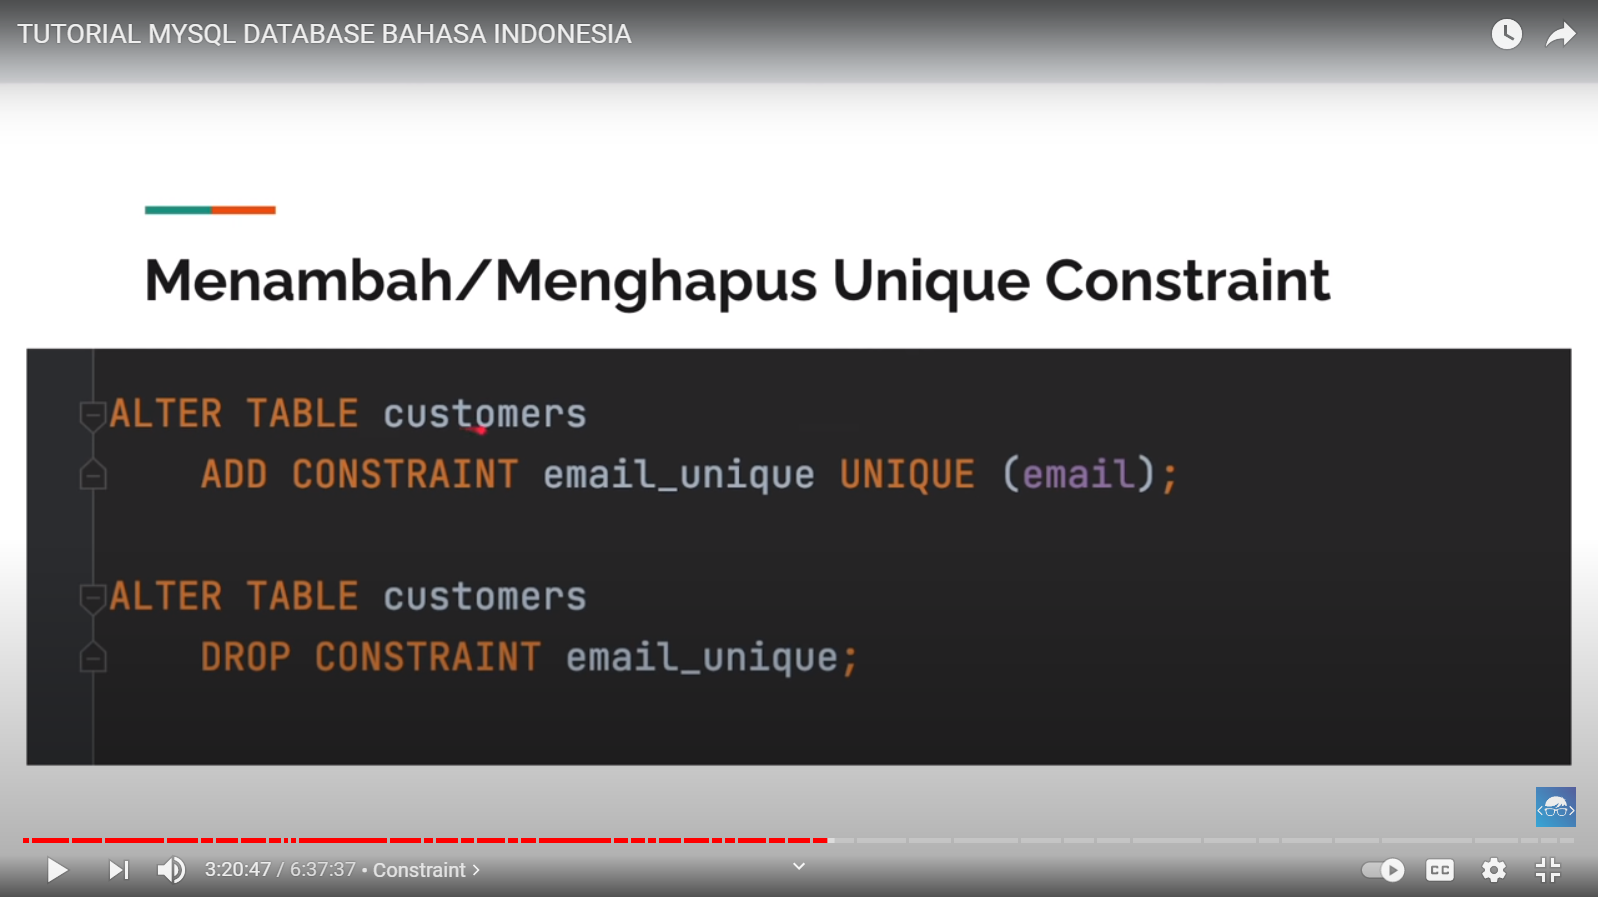 TUTORIAL MYSQL DATABASE BAHASA INDONESIA
Menambah/Menghapus Unique Constraint
ALTER TABLE customers
ADD CONSTRAINT email_unique UNIQUE (email);
ALTER TABLE customers
DROP CONSTRAINT email_unique;
3:20:47 / 6:37:37 • Constraint >
CC